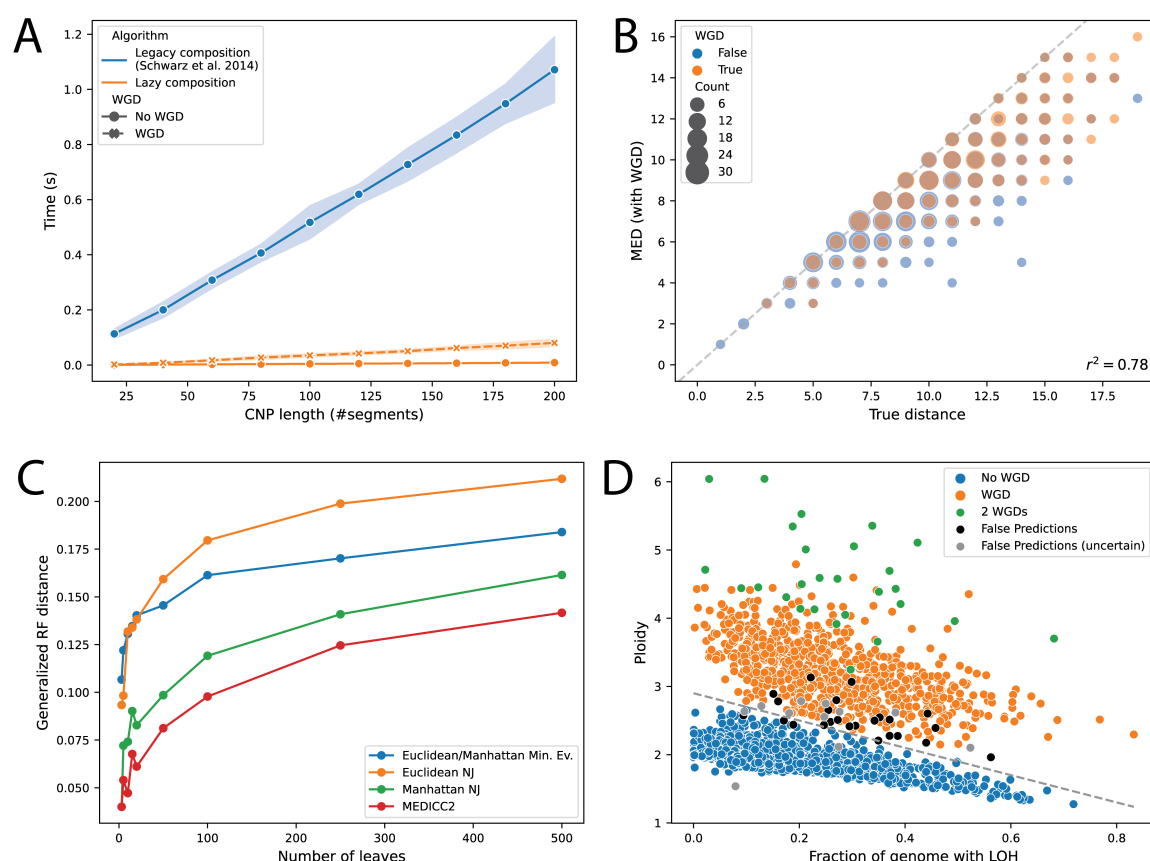 A
Algorithm
Legacy composition
(Schwarz et al. 2014)
Lazy composition
WGD
No WGD
WGD
1.2
1.0
0.8
0.6
0.4
0.2
0.0
Time (s)
25
50
75
100
125
150
175
200
CNP length (#segments)
B
WGD
False
True
Count
6
12
18
24
30
16
14
12
10
8
6
4
2
0
MED (with WGD)
r² = 0.78
0.0
2.5
5.0
7.5
10.0
12.5
15.0
17.5
True distance
C
0.200
0.175
0.150
0.125
0.100
0.075
0.050
Generalized RF distance
Euclidean/Manhattan Min. Ev.
Euclidean NJ
Manhattan NJ
MEDICC2
0
100
200
300
400
500
Number of leaves
D
No WGD
WGD
2 WGDs
False Predictions
False Predictions (uncertain)
6
5
4
3
2
1
Ploidy
0.0
0.2
0.4
0.6
0.8
Fraction of genome with LOH